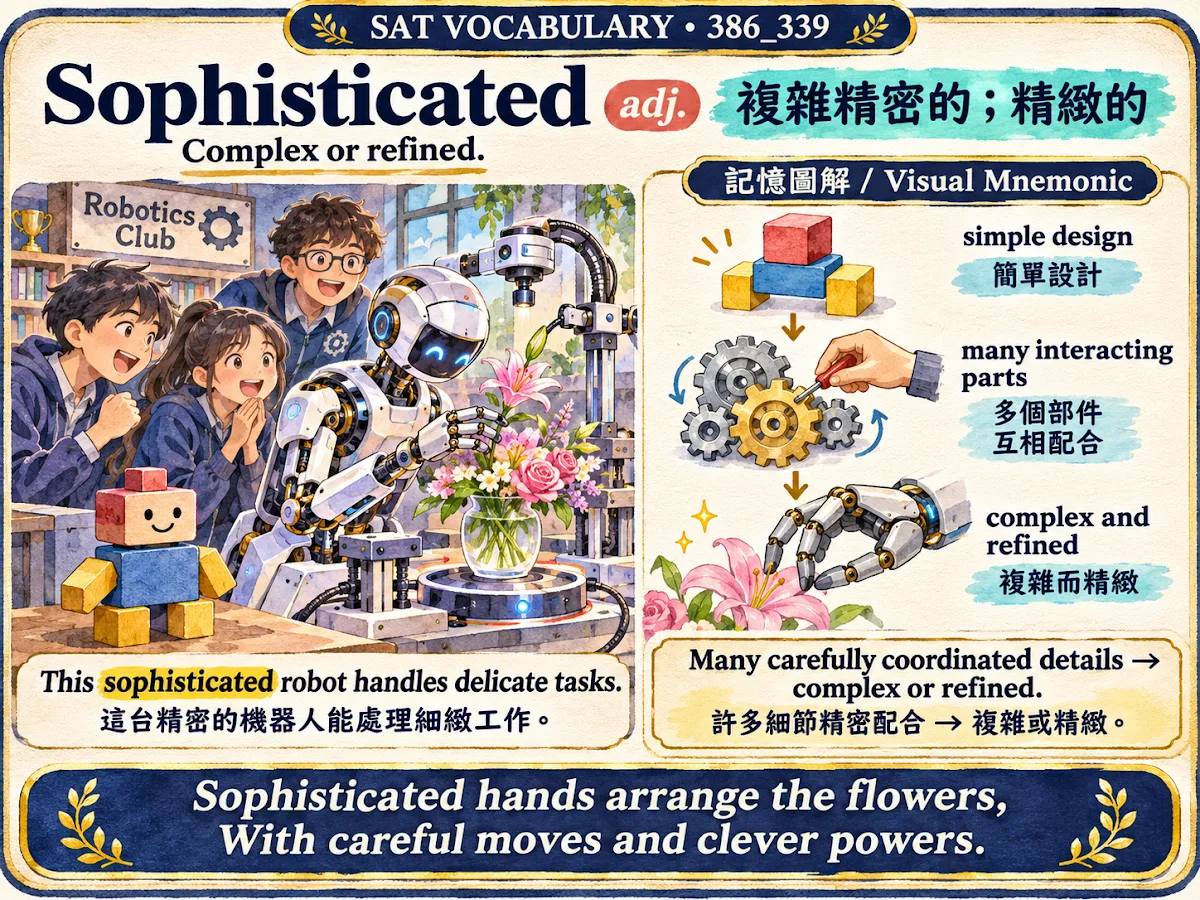 SAT VOCABULARY • 386_339
Sophisticated adj. 複雜精密的；精緻的
Complex or refined.
Robotics
Club
This sophisticated robot handles delicate tasks.
這台精密的機器人能處理細緻工作。
記憶圖解 / Visual Mnemonic
simple design
簡單設計
many interacting
parts
多個部件
互相配合
complex and
refined
複雜而精緻
Many carefully coordinated details →
complex or refined.
許多細節精密配合 → 複雜或精緻。
Sophisticated hands arrange the flowers,
With careful moves and clever powers.